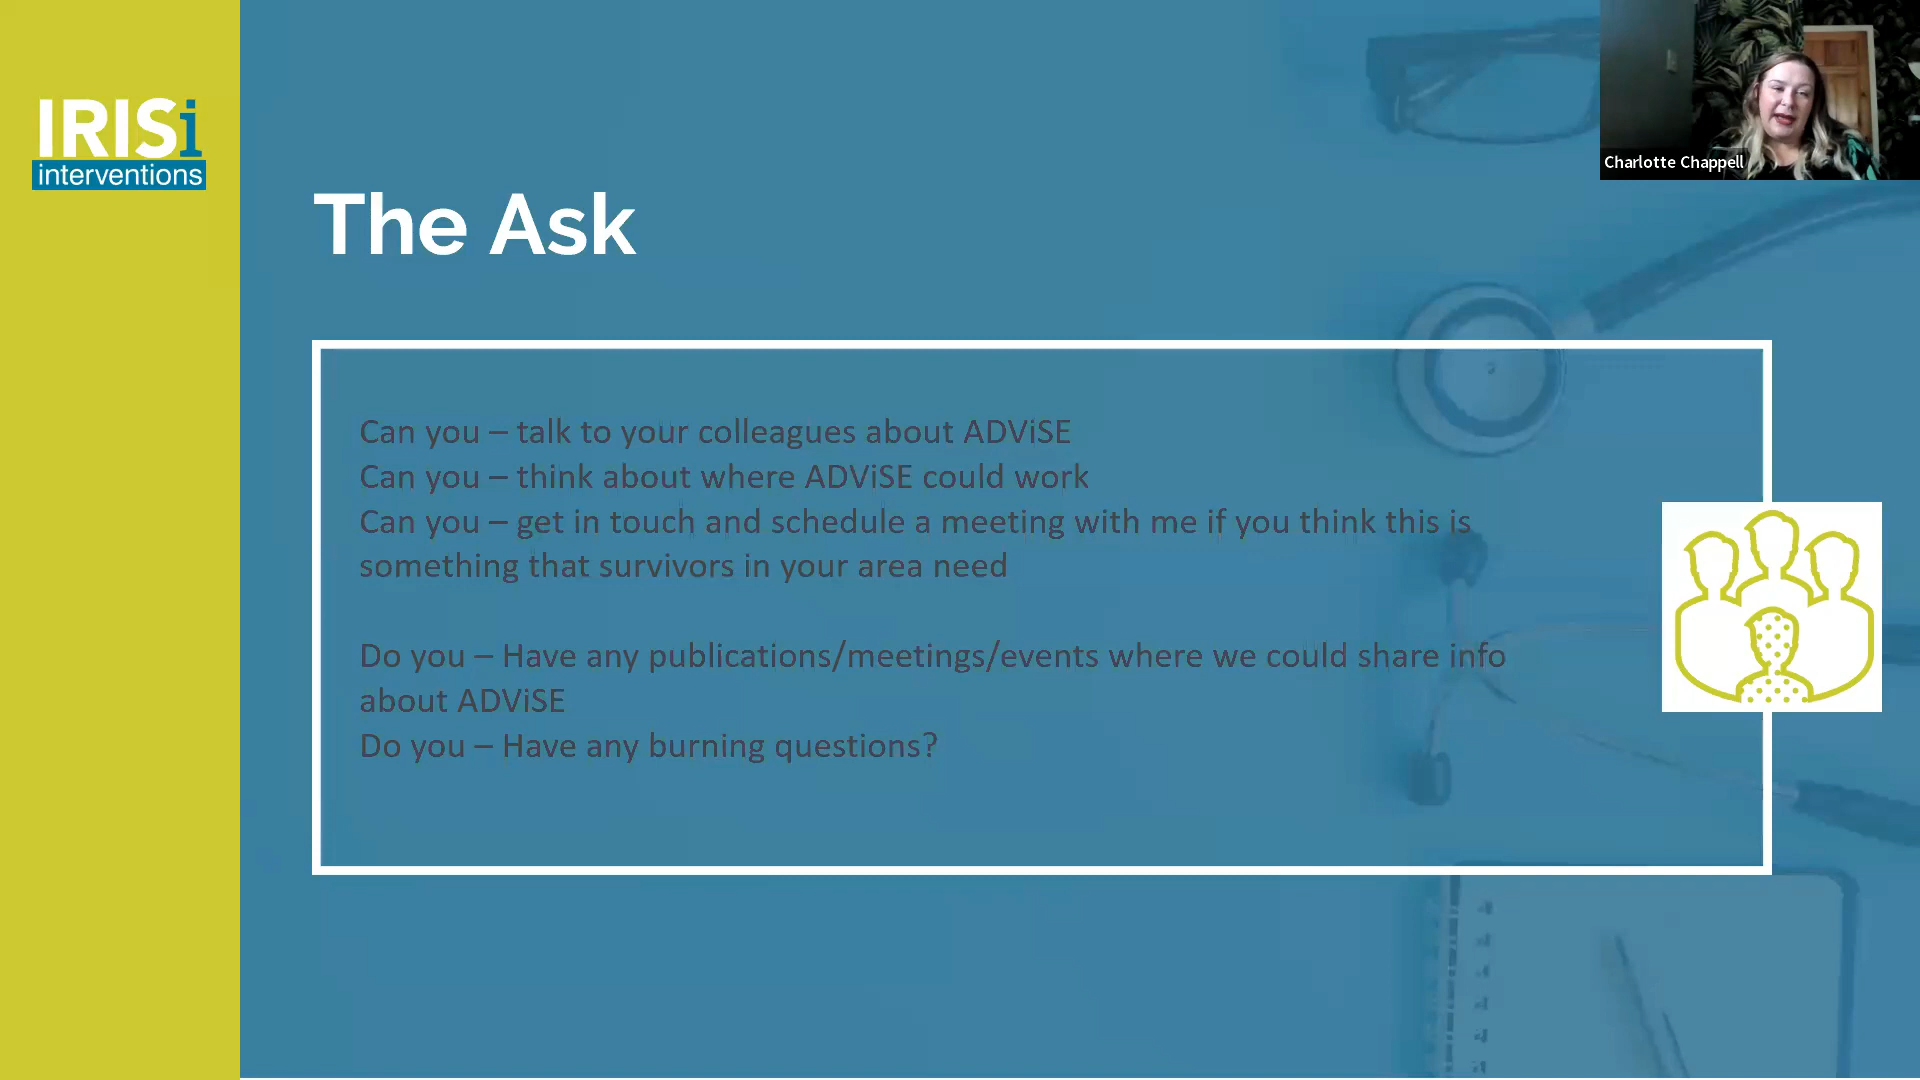 IRISi
interventions
Charlotte Chappell
The Ask
Can you – talk to your colleagues about ADViSE
Can you – think about where ADViSE could work
Can you – get in touch and schedule a meeting with me if you think this is
something that survivors in your area need
Do you – Have any publications/meetings/events where we could share info
about ADViSE
Do you – Have any burning questions?